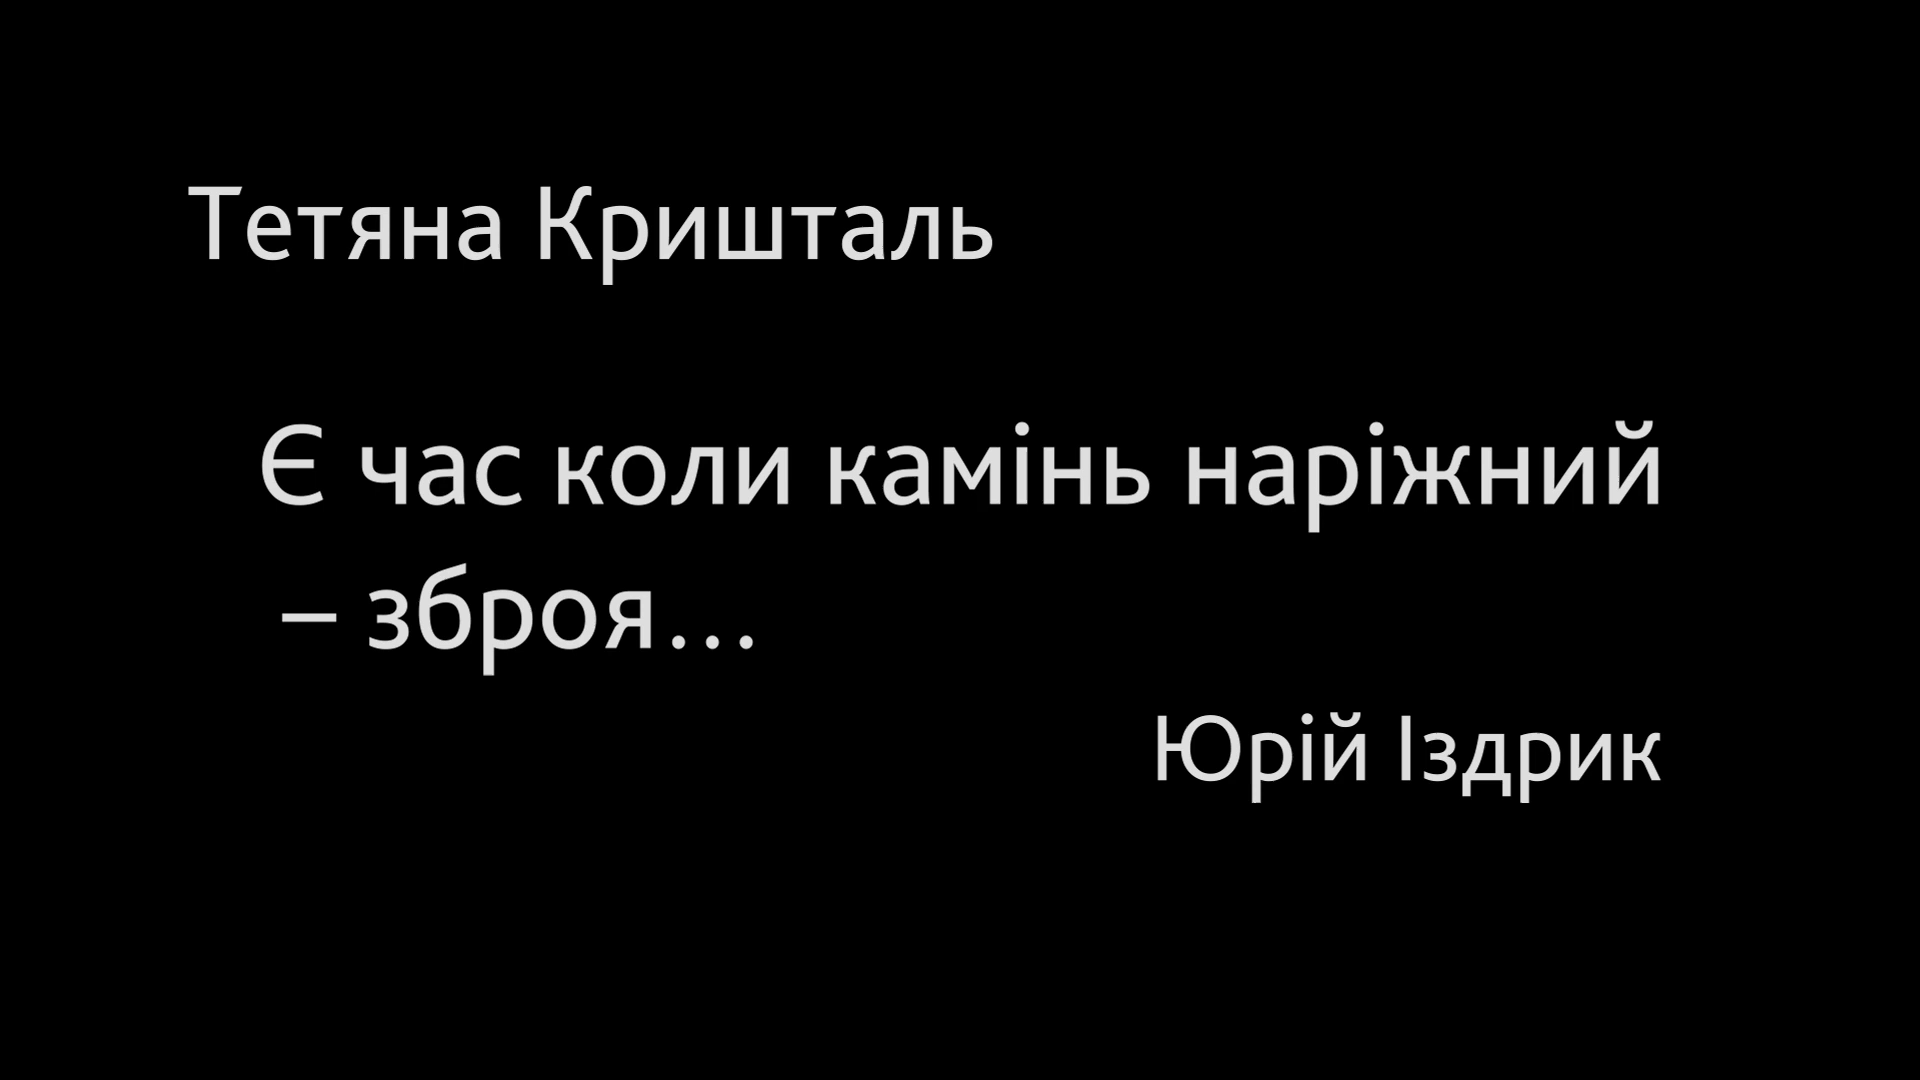 Тетяна Кришталь
Є час коли камінь наріжний
– зброя...
Юрій Іздрик